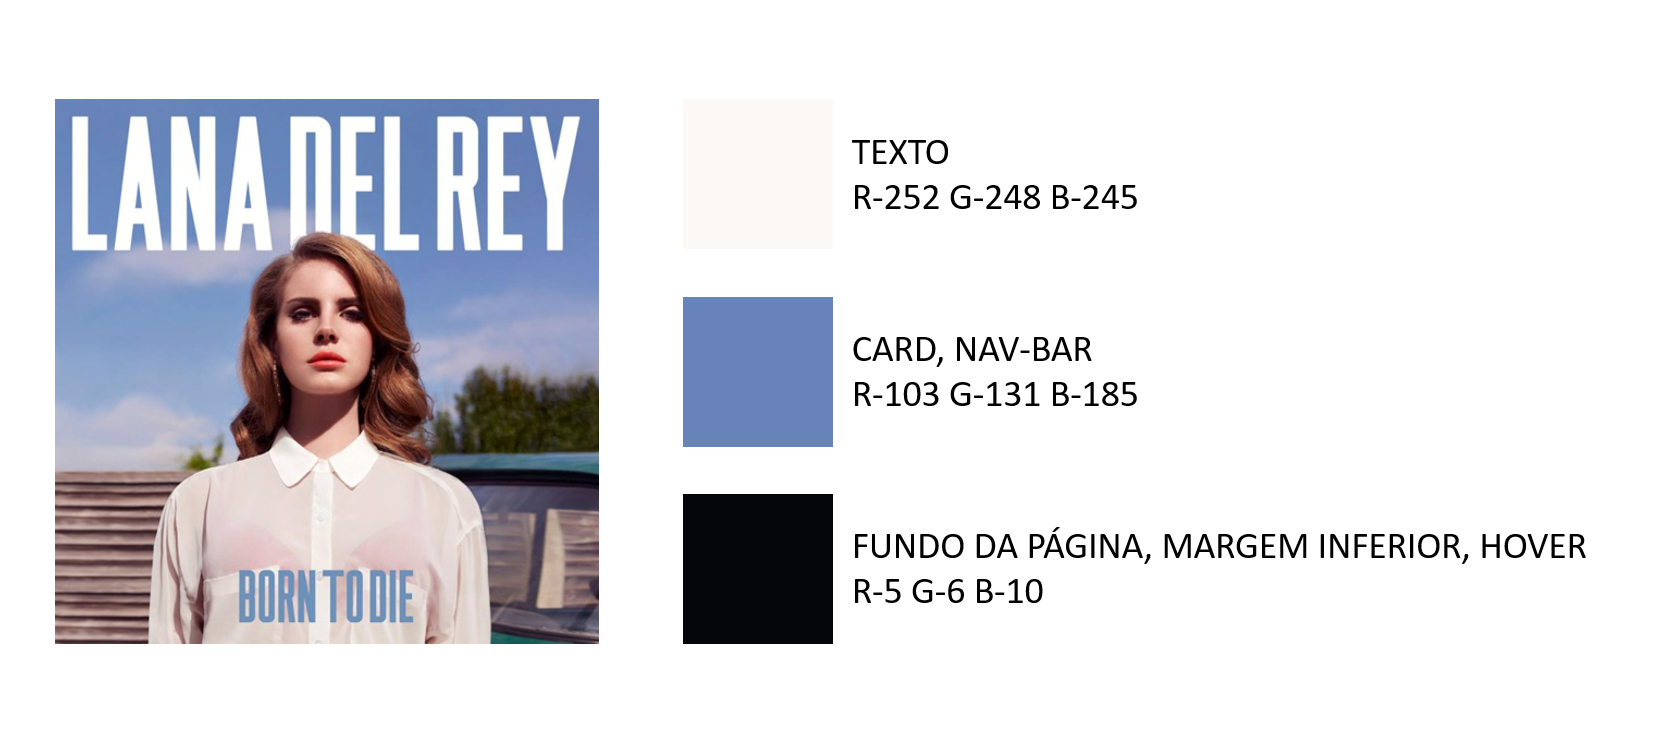 LANA DEL REY
BORN TO DIE
TEXTO
R-252 G-248 B-245
CARD, NAV-BAR
R-103 G-131 B-185
FUNDO DA PÁGINA, MARGEM INFERIOR, HOVER
R-5 G-6 B-10